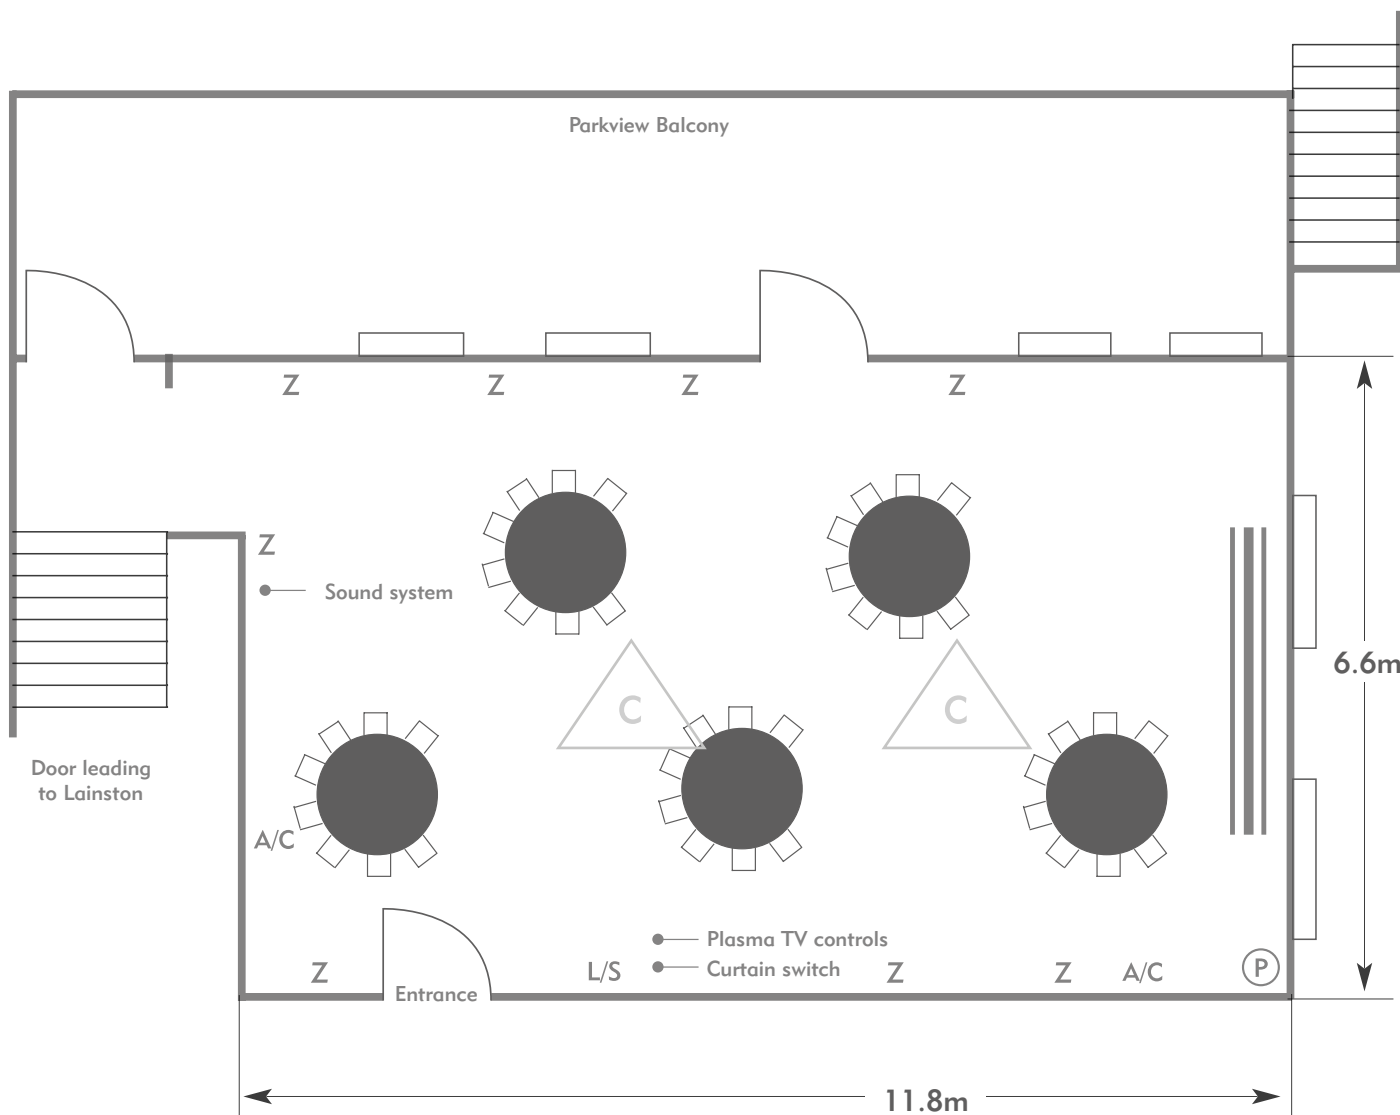 Parkview Balcony
Z
Z
Z
Z
Z
Sound system
6.6m
C
C
Door leading
to Lainston
A/C
Plasma TV controls
Z
L/S
Curtain switch
Z
Z
A/C
P
Entrance
11.8m